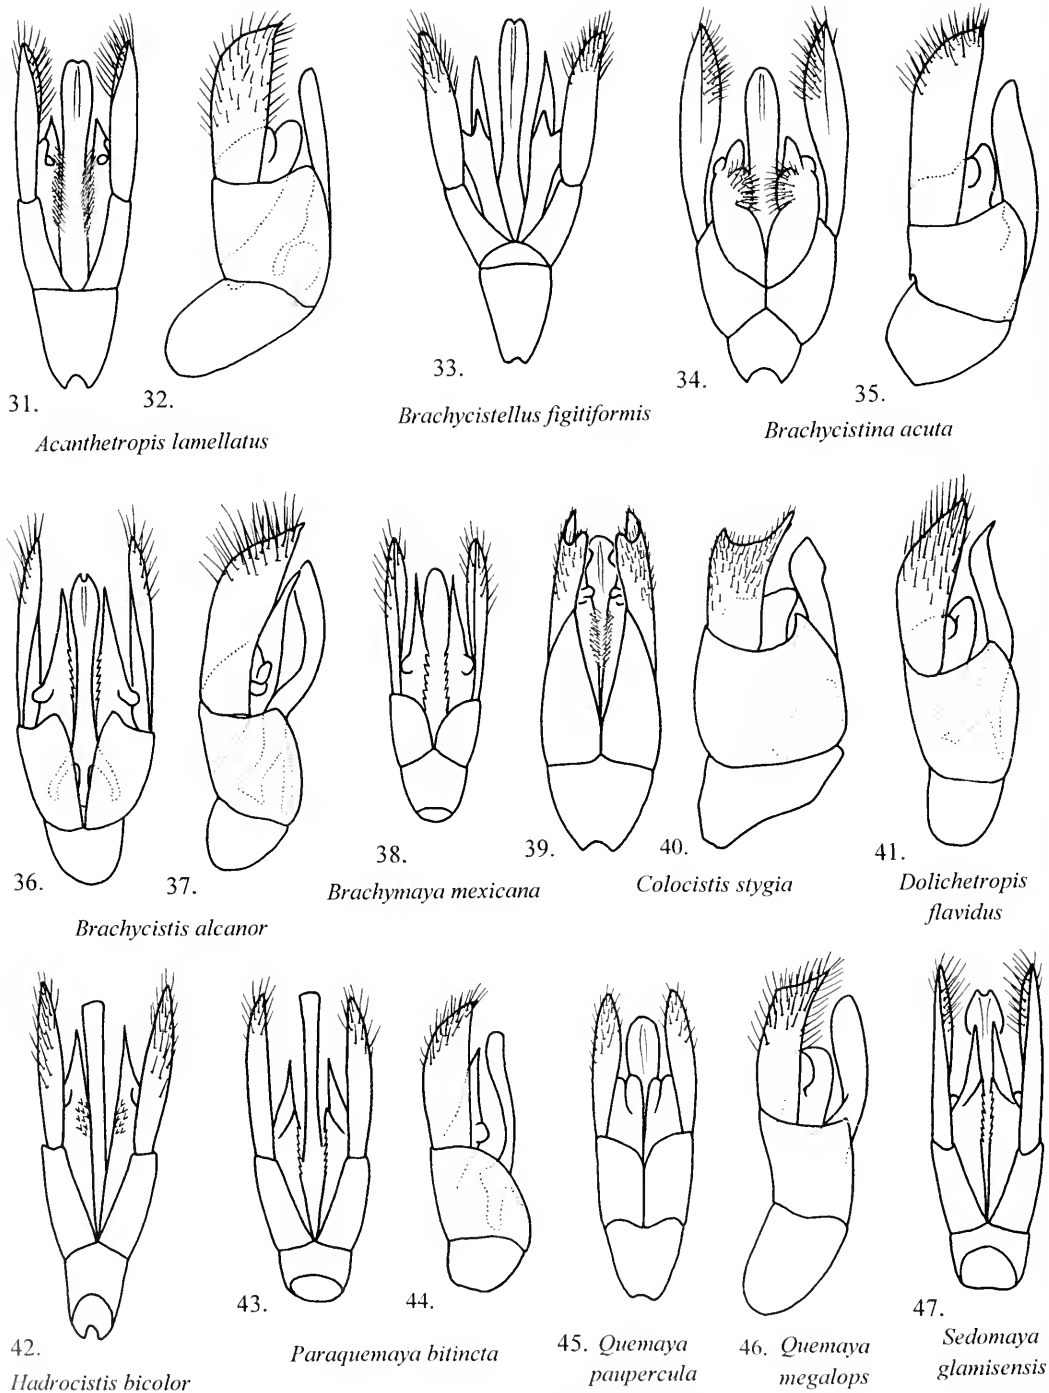 31.
32.
33.
34.
35.
Acanthetropis lamellatus
Brachycistellus figitiformis
Brachycistina acuta
36.
37.
38.
39.
40.
41.
Brachycistis alcanor
Brachymaya mexicana
Colocistis stygia
Dolichetropis
flavidus
42.
43.
44.
45. Quemaya
paupercula
46. Quemaya
megalops
47.
Hadrocistis bicolor
Paraquemaya bitincta
Sedomaya
glamisensis